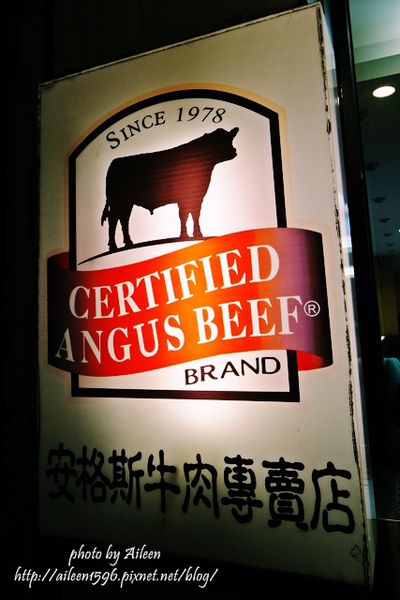 SINCE 1978
CERTIFIED
ANGUS BEEF®
BRAND
安格斯牛肉專賣店
photo by Aileen
http://aileen1596.pixnet.net/blog/